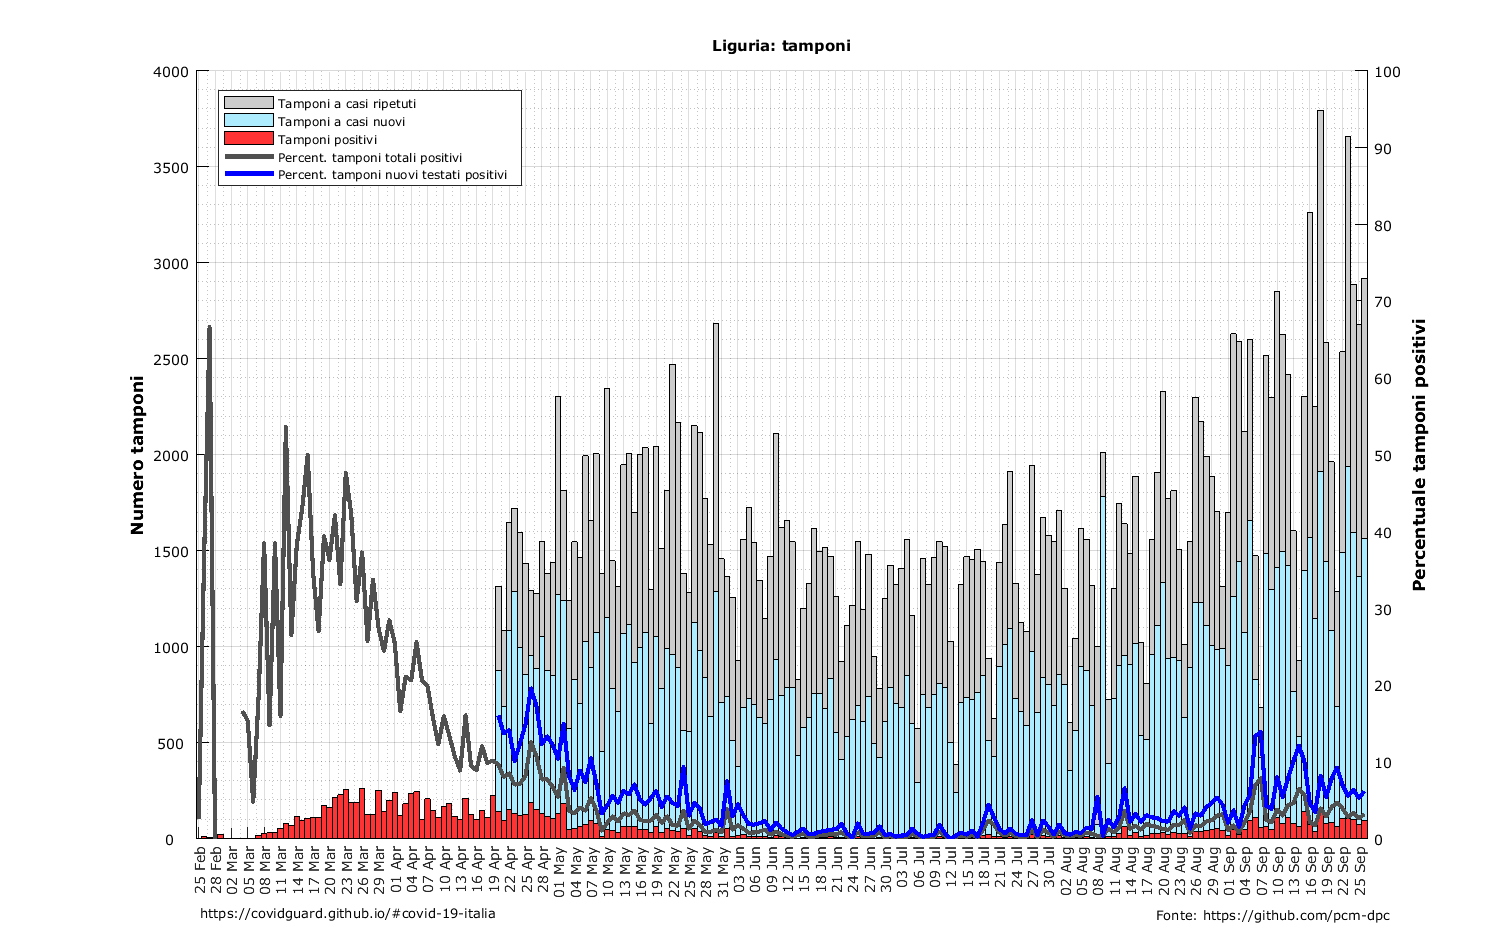 Liguria: tamponi
Numero tamponi
4000
3500
3000
2500
2000
1500
1000
500
0
Tamponi a casi ripetuti
Tamponi a casi nuovi
Tamponi positivi
Percent. tamponi totali positivi
Percent. tamponi nuovi testati positivi
100
90
80
70
60
50
40
30
20
10
0
Percentuale tamponi positivi
25 Feb
28 Feb
02 Mar
05 Mar
08 Mar
11 Mar
14 Mar
17 Mar
20 Mar
23 Mar
26 Mar
29 Mar
01 Apr
04 Apr
07 Apr
10 Apr
13 Apr
16 Apr
19 Apr
22 Apr
25 Apr
28 Apr
01 May
04 May
07 May
10 May
13 May
16 May
19 May
22 May
25 May
28 May
31 May
03 Jun
06 Jun
09 Jun
12 Jun
15 Jun
18 Jun
21 Jun
24 Jun
27 Jun
30 Jun
03 Jul
06 Jul
09 Jul
12 Jul
15 Jul
18 Jul
21 Jul
24 Jul
27 Jul
30 Jul
02 Aug
05 Aug
08 Aug
11 Aug
14 Aug
17 Aug
20 Aug
23 Aug
26 Aug
29 Aug
01 Sep
04 Sep
07 Sep
10 Sep
13 Sep
16 Sep
19 Sep
22 Sep
25 Sep
https://covidguard.github.io/#covid-19-italia
Fonte: https://github.com/pcm-dpc